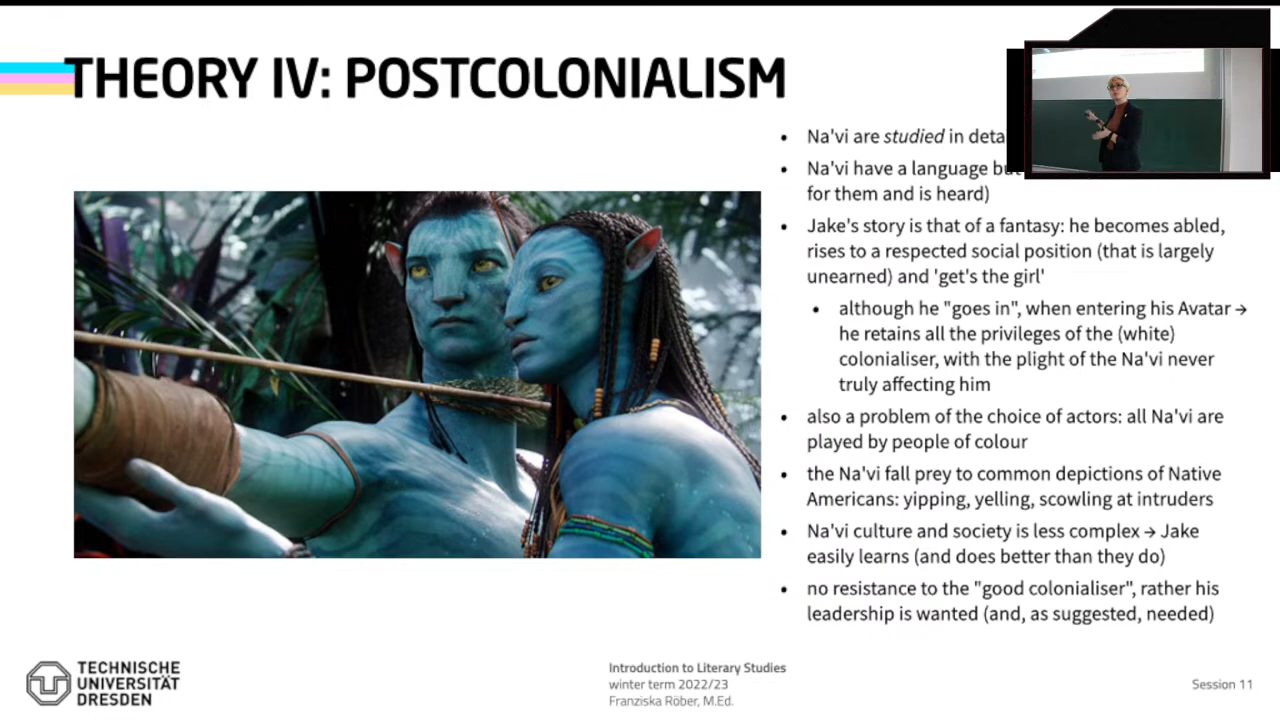 THEORY IV: POSTCOLONIALISM
Na'vi are studied in
Na'vi have a language
for them and is heard)
Jake's story is that of a fantasy: he becomes abled,
rises to a respected social position (that is largely
unearned) and 'get's the girl'
although he "goes in", when entering his Avatar →
he retains all the privileges of the (white)
colonialiser, with the plight of the Na'vi never
truly affecting him
also a problem of the choice of actors: all Na'vi are
played by people of colour
the Na'vi fall prey to common depictions of Native
Americans: yipping, yelling, scowling at intruders
Na'vi culture and society is less complex → Jake
easily learns (and does better than they do)
no resistance to the "good colonialiser", rather his
leadership is wanted (and, as suggested, needed)
TECHNISCHE
UNIVERSITÄT
DRESDEN
Introduction to Literary Studies
winter term 2022/23
Franziska Röber, M.Ed.
Session 11